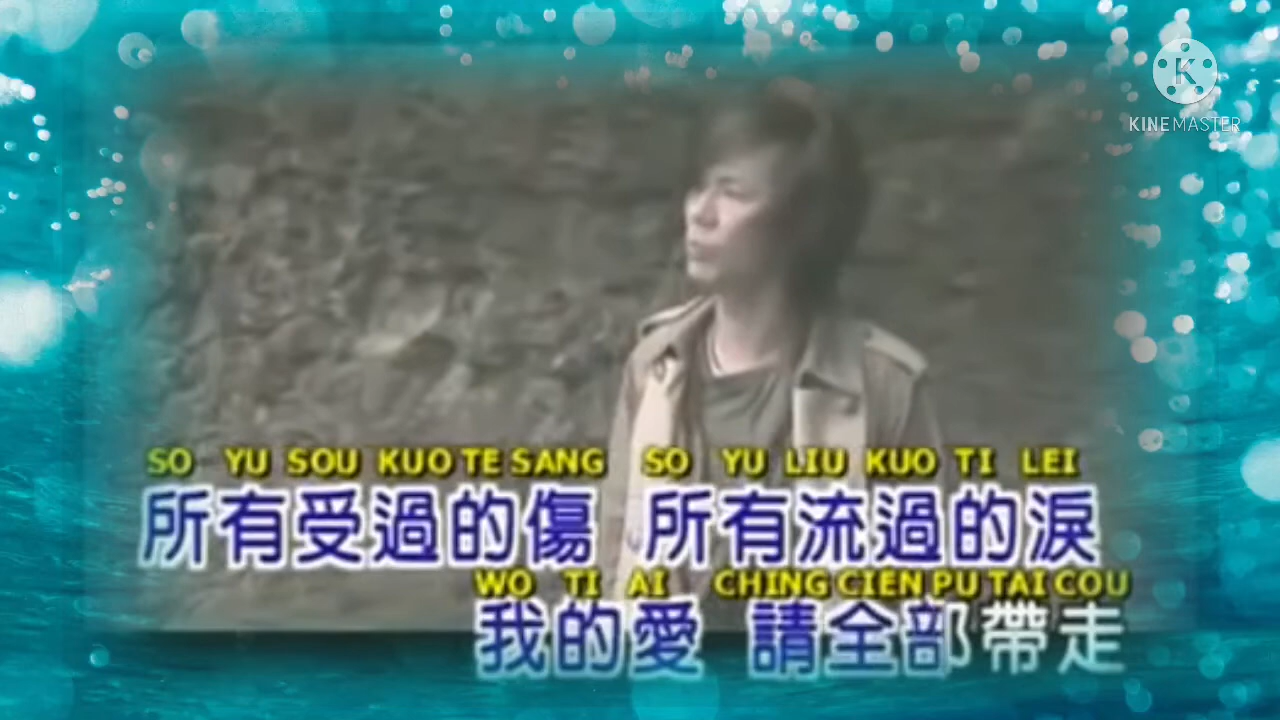 KINEMASTER
SO YU SOU KUO TE SANG SO YU LIU KUO TI LEI
所有受過的傷 所有流過的淚
WO TI AI CHING CIEN PU TAI COU
我的愛 請全部帶走